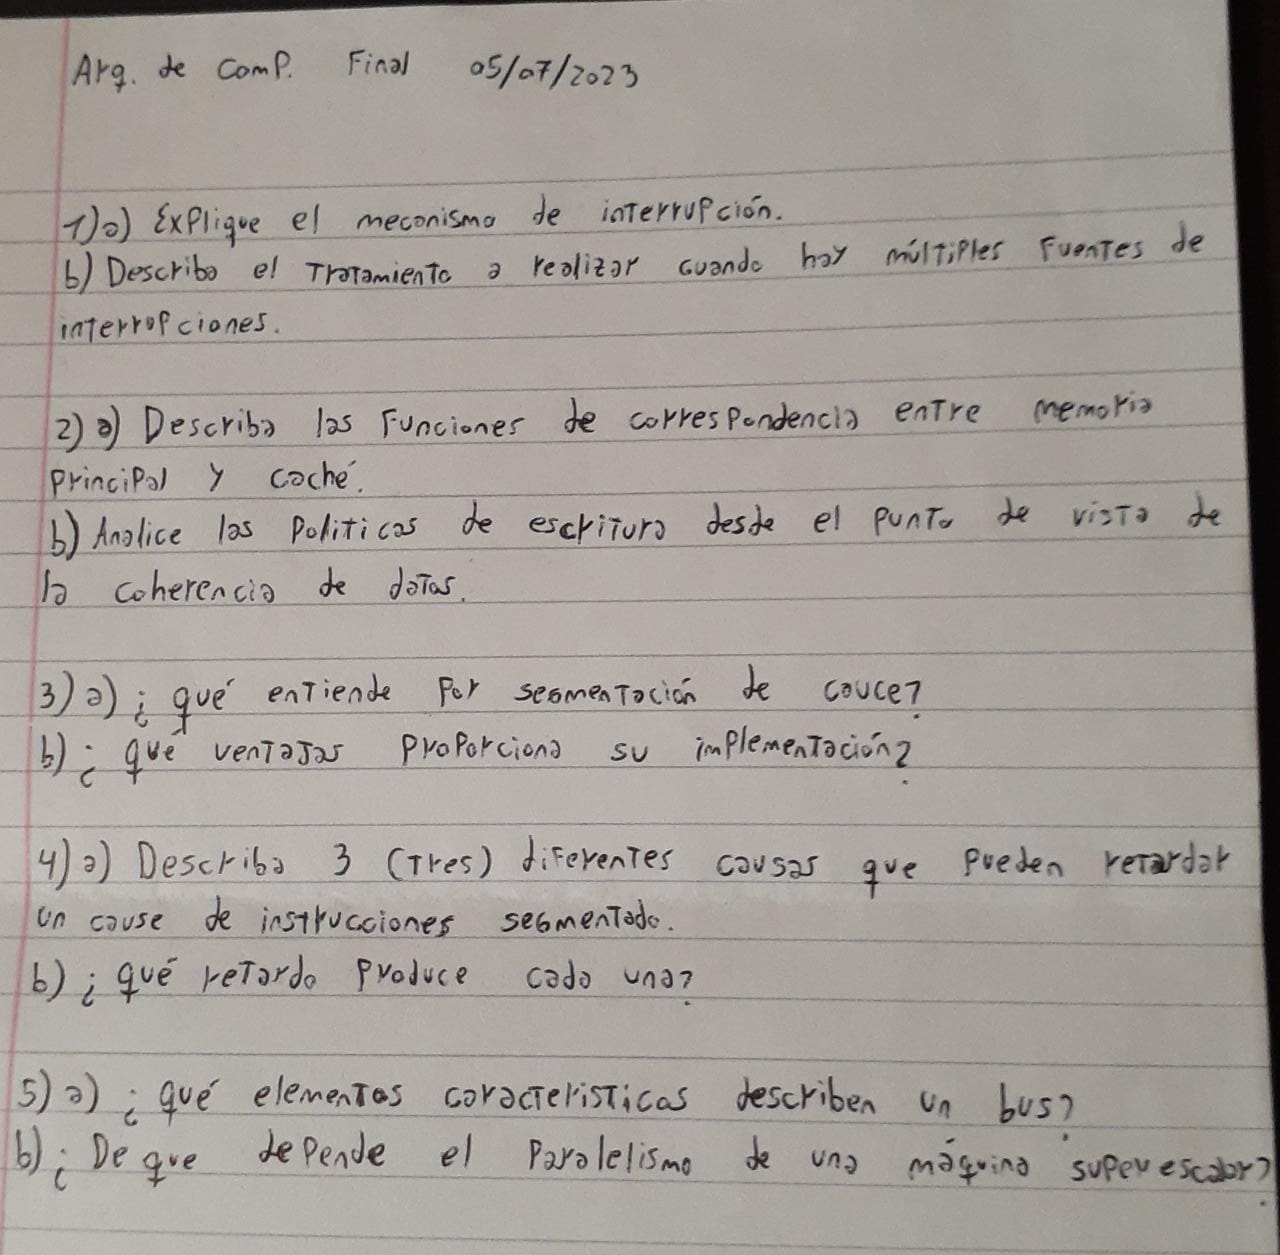 Arq. de Comp. Final 05/07/2023
1)a) Explique el mecanismo de interrupción.
b) Describa el tratamiento a realizar cuando hay múltiples fuentes de
interrupciones.
2) a) Describa las funciones de correspondencia entre memoria
principal y caché.
b) Analice las politicas de escritura desde el punto de vista de
la coherencia de datos.
3) a) ¿qué entiende por segmentación de cauce?
b) ¿qué ventajas proporciona su implementación?
4) a) Describa 3 (tres) diferentes causas que pueden retardar
un cause de instrucciones segmentado.
b) ¿qué retardo produce cada una?
5) a) ¿qué elementos caracteristicas describen un bus?
b) ¿De que depende el paralelismo de una máquina superescalar?